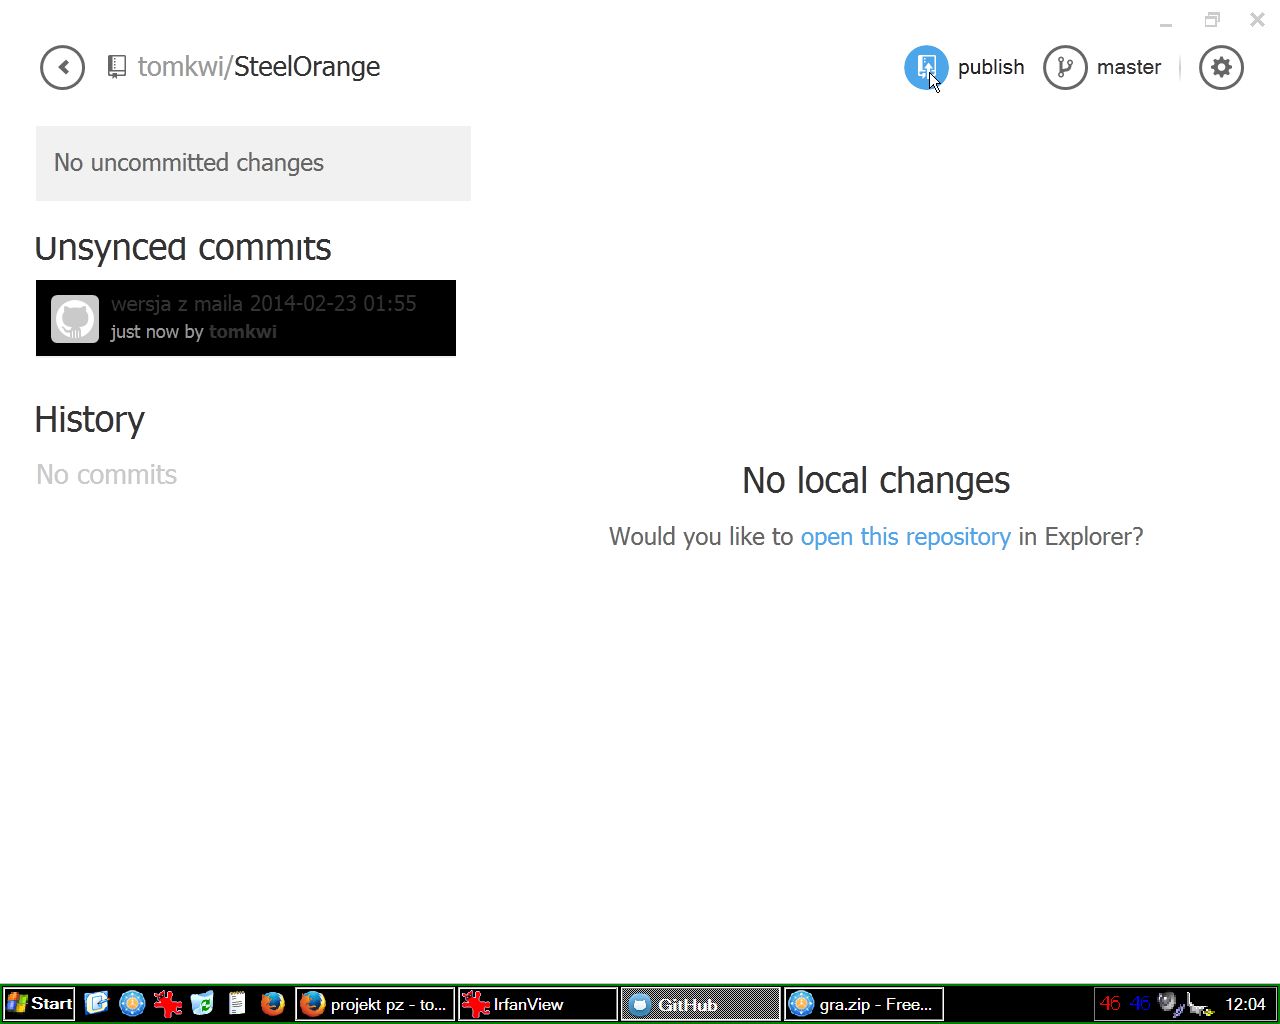 tomkwi/SteelOrange
publish
master
No uncommitted changes
Unsynced commits
wersja z maila 2014-02-23 01:55
just now by tomkwi
History
No commits
No local changes
Would you like to open this repository in Explorer?
Start
projekt pz - to...
IrfanView
GitHub
gra.zip - Free...
46
46
12:04